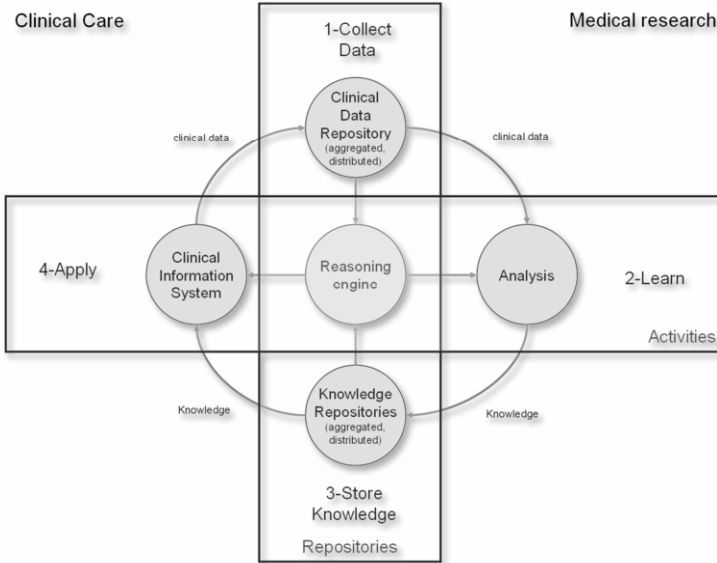 Clinical Care
Medical research
1-Collect
Data
Clinical
Data
Repository
(aggregated,
distributed)
clinical data
clinical data
4-Apply
Clinical
Information
System
Reasoning
engine
Analysis
2-Learn
Activities
Knowledge
Repositories
(aggregated,
distributed)
Knowledge
Knowledge
3-Store
Knowledge
Repositories